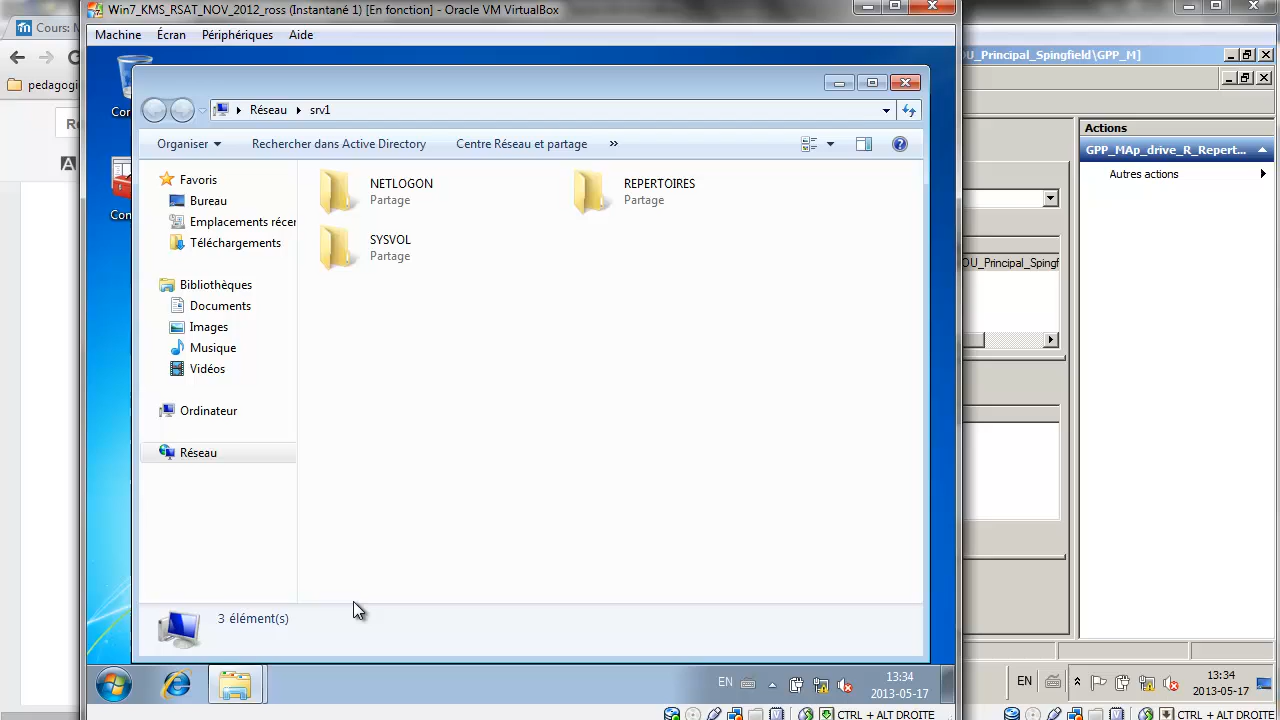 Win7_KMS_RSAT_NOV_2012_ross (Instantané 1) [En fonction] - Oracle VM VirtualBox
Cours: M
OU_Principal_Spingfield\GPP_M]
Machine Écran Périphériques Aide
pedagogi
Réseau srv1
Actions
Organiser Rechercher dans Active Directory Centre Réseau et partage »
GPP_MAp_drive_R_Repert...
Autres actions
Favoris
Bureau
Emplacements récer
Téléchargements
NETLOGON
Partage
REPERTOIRES
Partage
SYSVOL
Partage
OU_Principal_Spingf
Bibliothèques
Documents
Images
Musique
Vidéos
Ordinateur
Réseau
3 élément(s)
EN
13:34
2013-05-17
EN
13:34
2013-05-17
CTRL + ALT DROITE
CTRL + ALT DROITE